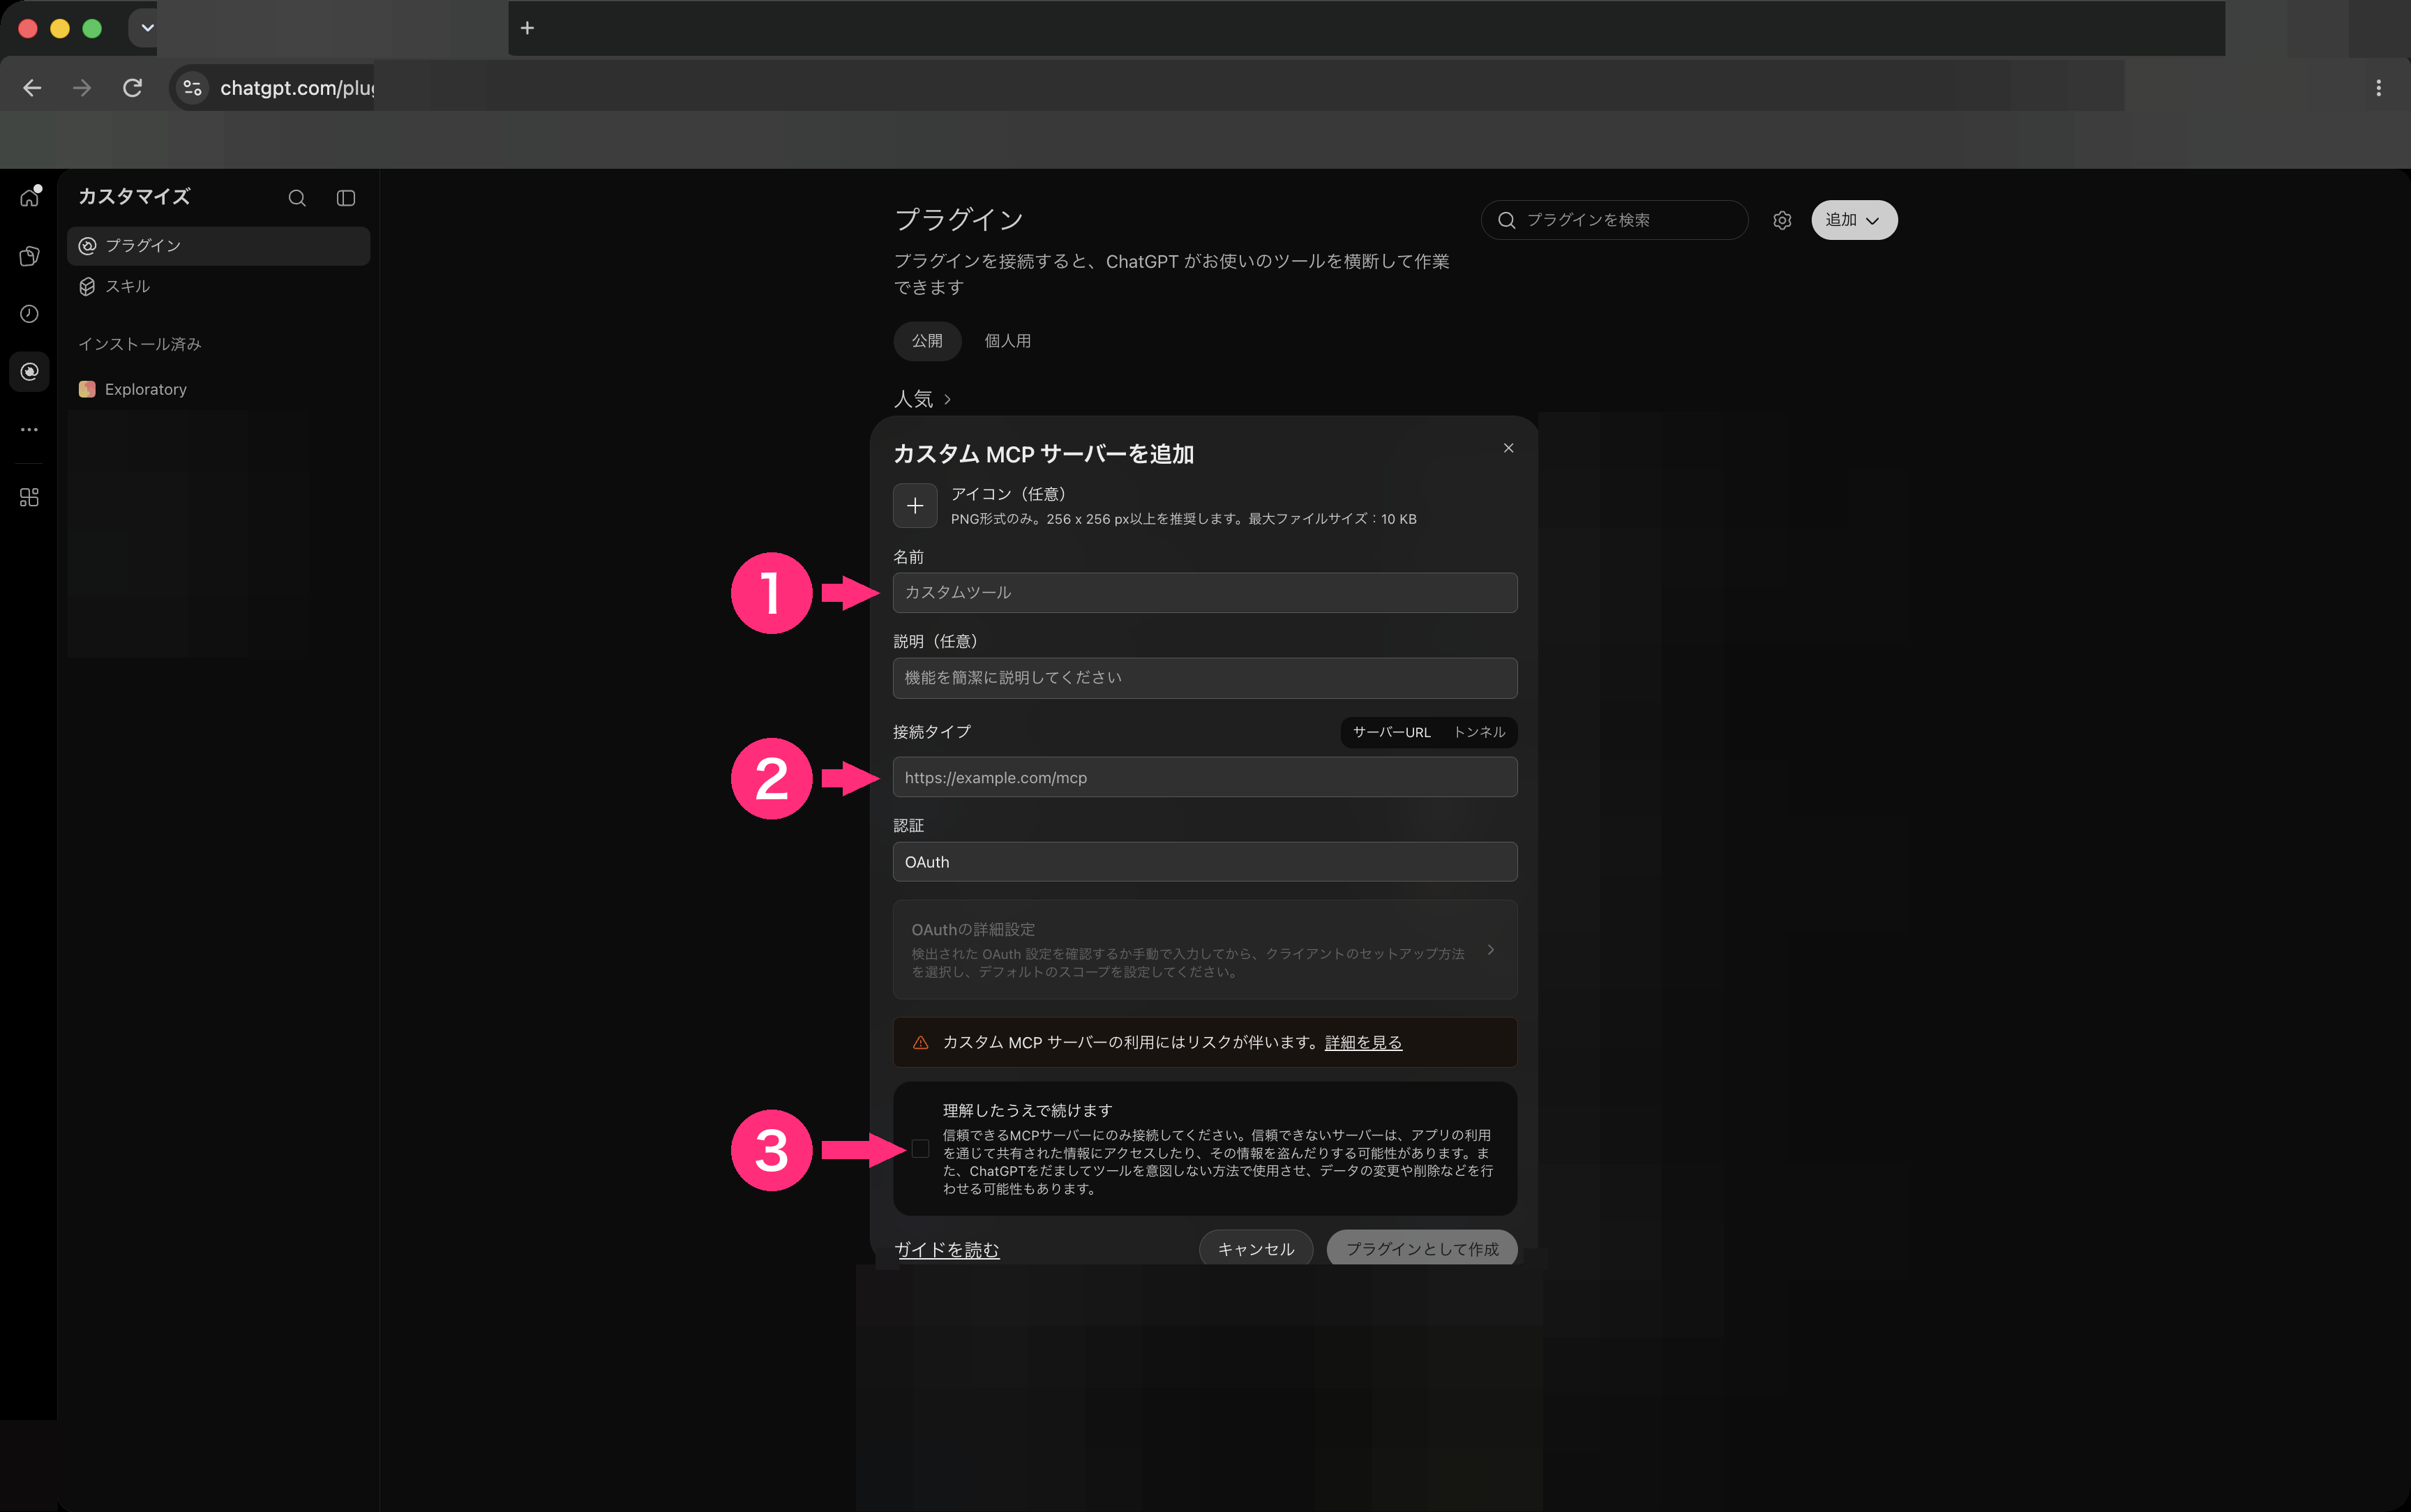 chatgpt.com/plug
カスタマイズ
プラグイン
スキル
インストール済み
Exploratory
プラグイン
プラグインを検索
追加
プラグインを接続すると、ChatGPT がお使いのツールを横断して作業
できます
公開
個人用
人気
カスタム MCP サーバーを追加
アイコン（任意）
PNG形式のみ。256 x 256 px以上を推奨します。最大ファイルサイズ：10 KB
名前
1
カスタムツール
説明（任意）
機能を簡潔に説明してください
接続タイプ
サーバーURL
トンネル
2
https://example.com/mcp
認証
OAuth
OAuthの詳細設定
検出された OAuth 設定を確認するか手動で入力してから、クライアントのセットアップ方法
を選択し、デフォルトのスコープを設定してください。
カスタム MCP サーバーの利用にはリスクが伴います。詳細を見る
3
理解したうえで続けます
信頼できるMCPサーバーにのみ接続してください。信頼できないサーバーは、アプリの利用
を通じて共有された情報にアクセスしたり、その情報を盗んだりする可能性があります。ま
た、ChatGPTをだましてツールを意図しない方法で使用させ、データの変更や削除などを行
わせる可能性もあります。
ガイドを読む
キャンセル
プラグインとして作成